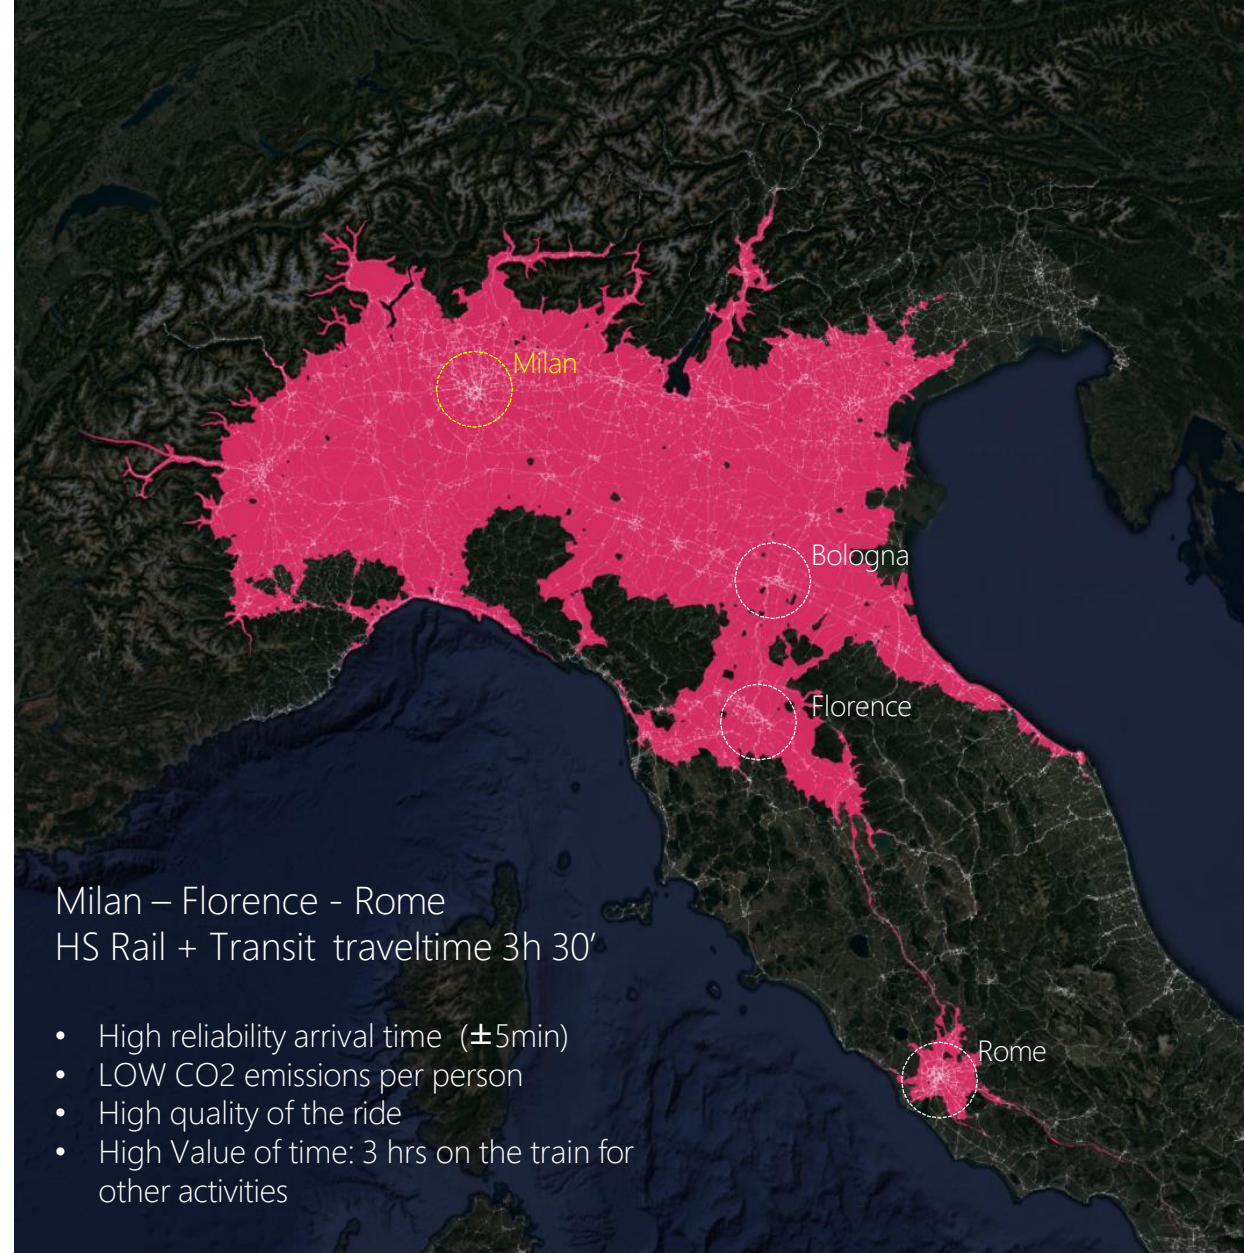 Milan
Bologna
Florence
Milan – Florence - Rome
HS Rail + Transit  traveltime 3h 30’
• High reliability arrival time  (±5min)
Rome
• LOW CO2 emissions per person
• High quality of the ride
• High Value of time: 3 hrs on the train for
other activities